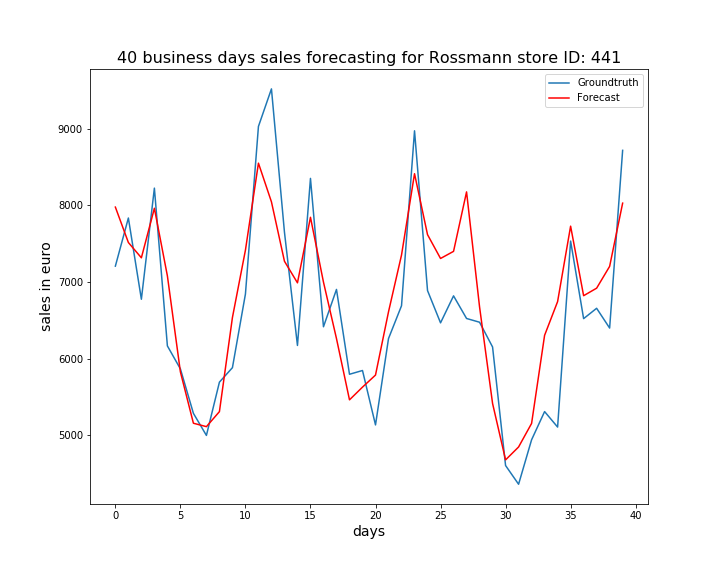 40 business days sales forecasting for Rossmann store ID: 441
Groundtruth
Forecast
9000
8000
7000
6000
5000
sales in euro
0 5 10 15 20 25 30 35 40
days